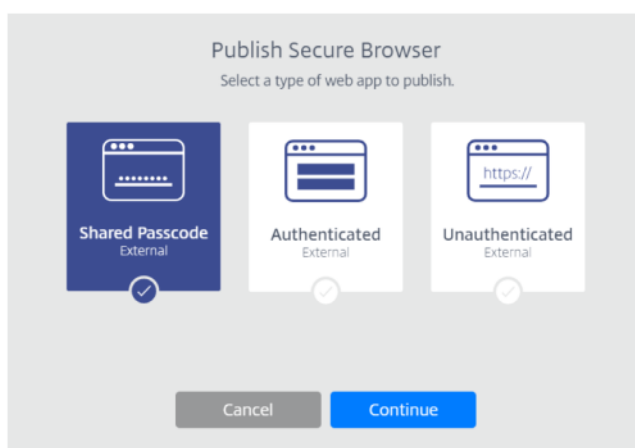 Publish Secure Browser
Select a type of web app to publish.
https://
Shared Passcode
External
Authenticated
External
Unauthenticated
External
Cancel
Continue